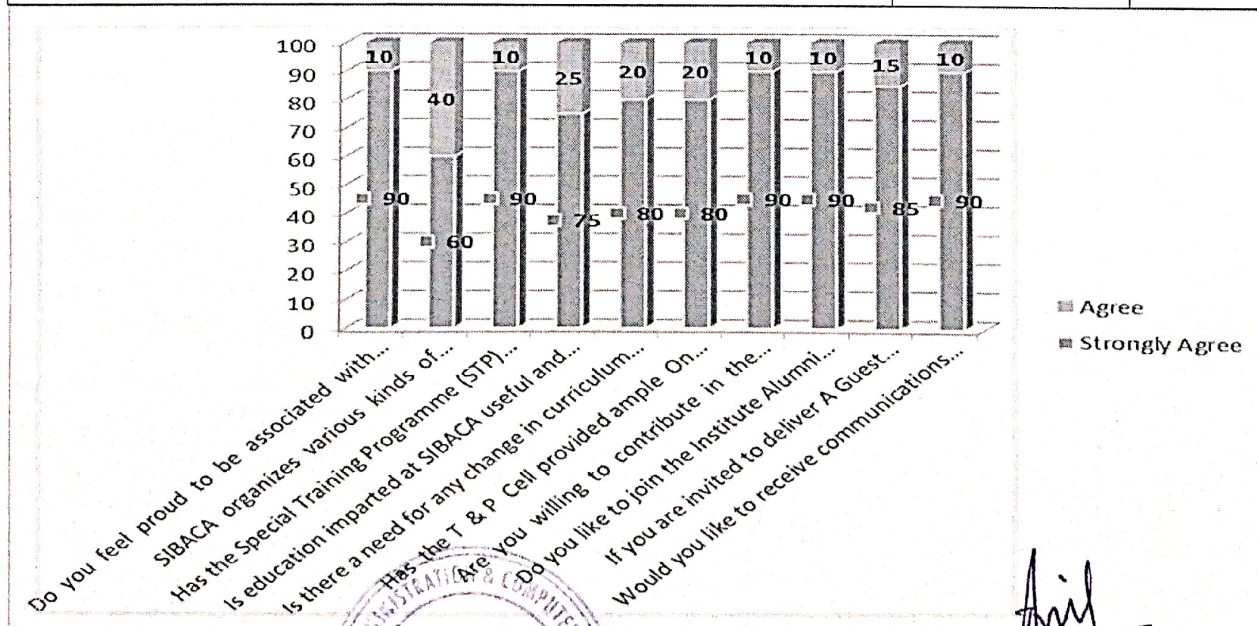 100
90
80
70
60
50
40
30
20
10
0
10 40 10 25 20 20 10 10 15 10
90 60 90 75 80 80 90 90 85 90
Do you feel proud to be associated with...
SIBACA organizes various kinds of...
Has the Special Training Programme (STP)...
Is education imparted at SIBACA useful and...
Is there a need for any change in curriculum...
Has the T & P Cell provided ample On...
Are you willing to contribute in the...
Do you like to join the Institute Alumni...
If you are invited to deliver A Guest...
Would you like to receive communications...
Agree
Strongly Agree